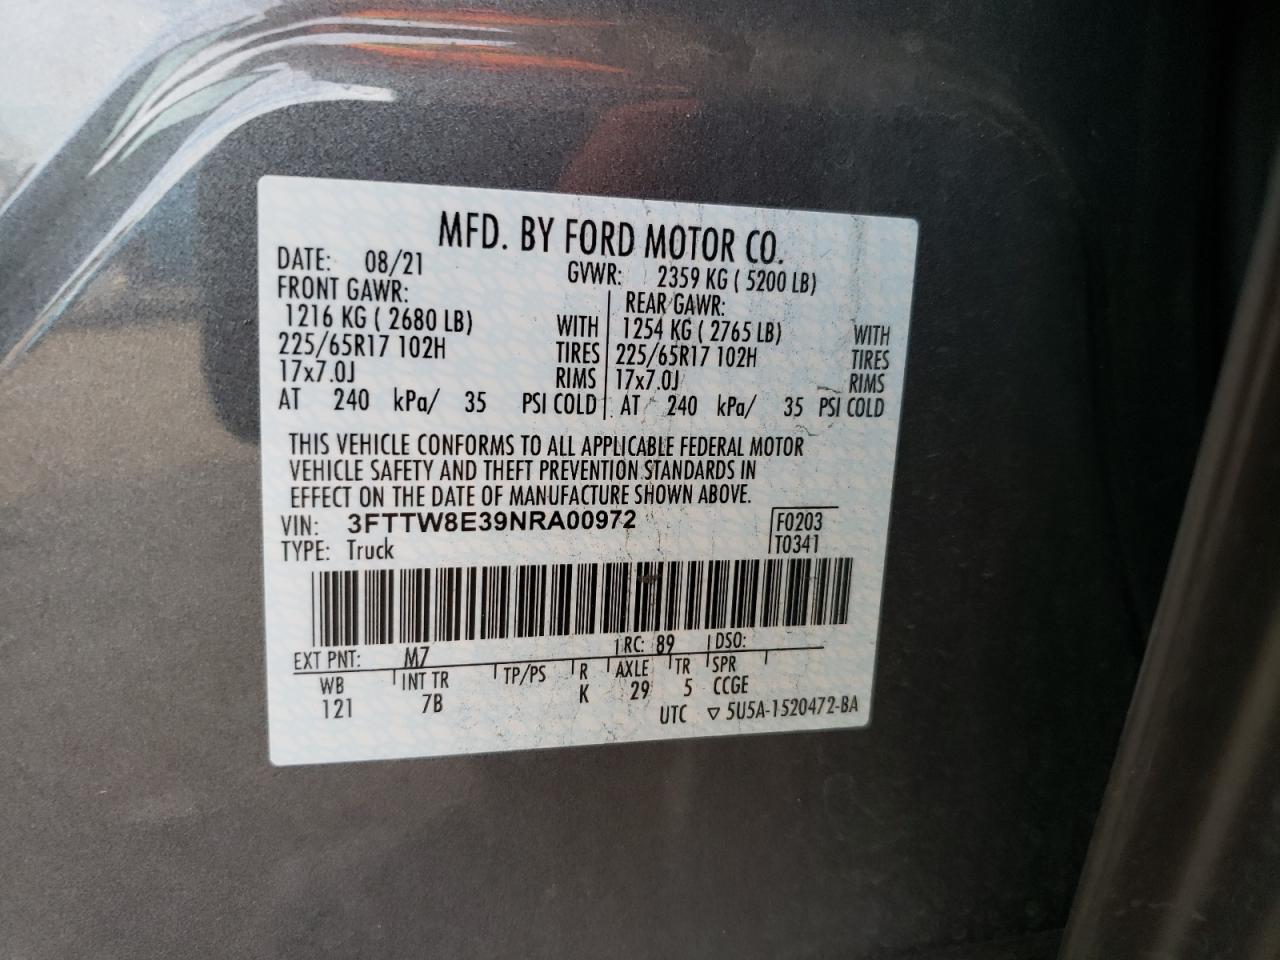 MFD. BY FORD MOTOR CO.
DATE: 08/21 GVWR: 2359 KG ( 5200 LB)
FRONT GAWR: REAR GAWR:
1216 KG ( 2680 LB) WITH 1254 KG ( 2765 LB) WITH
225/65R17 102H TIRES 225/65R17 102H TIRES
17x7.0J RIMS 17x7.0J RIMS
AT 240 kPa/ 35 PSI COLD AT 240 kPa/ 35 PSI COLD
THIS VEHICLE CONFORMS TO ALL APPLICABLE FEDERAL MOTOR
VEHICLE SAFETY AND THEFT PREVENTION STANDARDS IN
EFFECT ON THE DATE OF MANUFACTURE SHOWN ABOVE.
VIN: 3FTTW8E39NRA00972 F0203
TYPE: Truck T0341
EXT PNT: M7 RC: 89 DSO:
WB INT TR TP/PS R AXLE TR SPR
121 7B K 29 5 CCGE
UTC ▽ 5U5A-1520472-BA